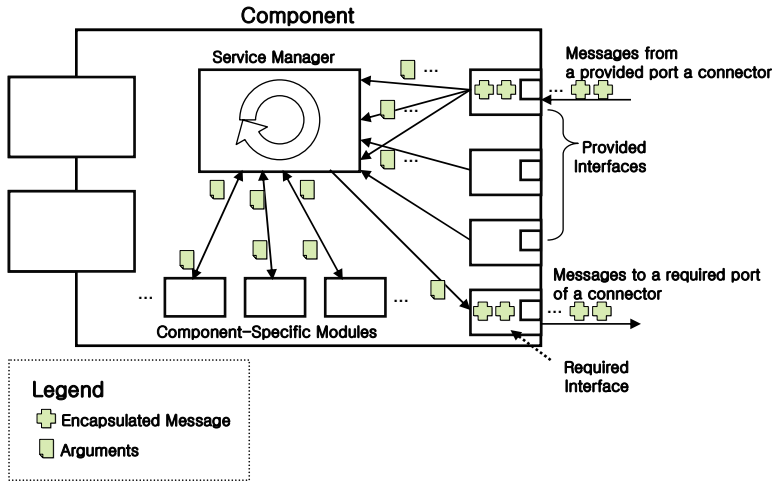 Component
Service Manager
...
Messages from
a provided port a connector
...
...
...
Provided
Interfaces
Messages to a required port
of a connector
...
...
...
Component-Specific Modules
Required
Interface
Legend
Encapsulated Message
Arguments